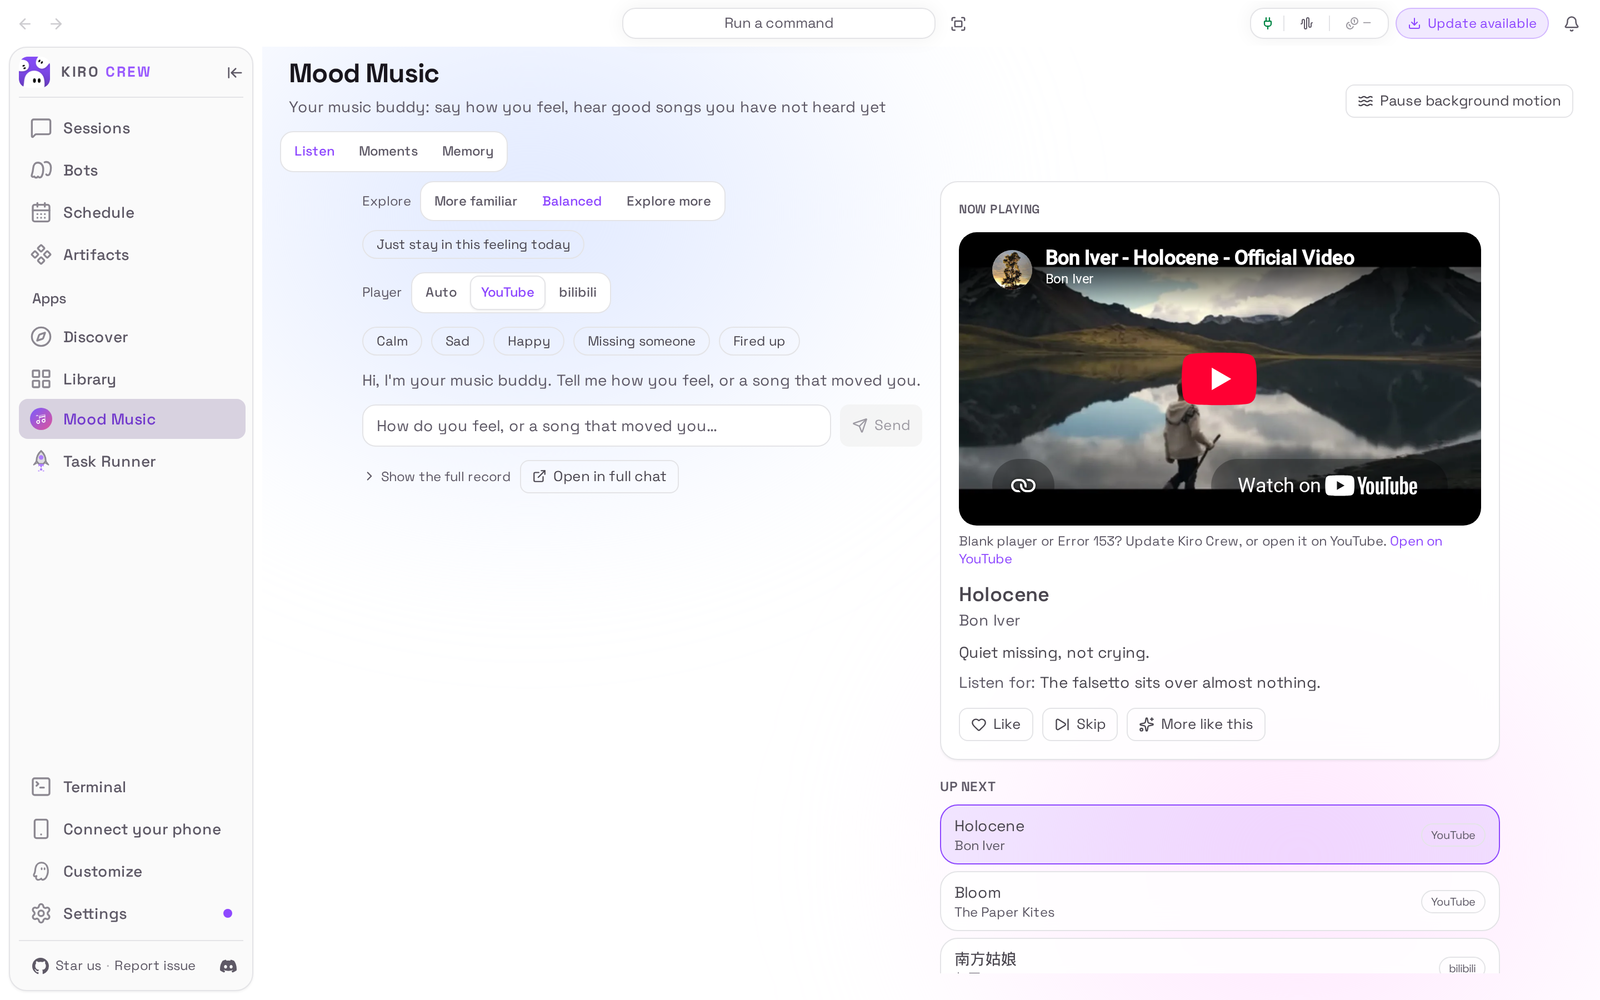 Run a command
Update available
KIRO CREW
Sessions
Bots
Schedule
Artifacts
Apps
Discover
Library
Mood Music
Task Runner
Terminal
Connect your phone
Customize
Settings
Star us · Report issue
Mood Music
Your music buddy: say how you feel, hear good songs you have not heard yet
Pause background motion
Listen Moments Memory
Explore More familiar Balanced Explore more
Just stay in this feeling today
Player Auto YouTube bilibili
Calm Sad Happy Missing someone Fired up
Hi, I'm your music buddy. Tell me how you feel, or a song that moved you.
How do you feel, or a song that moved you...
Send
Show the full record
Open in full chat
NOW PLAYING
Bon Iver - Holocene - Official Video
Bon Iver
Watch on YouTube
Blank player or Error 153? Update Kiro Crew, or open it on YouTube. Open on
YouTube
Holocene
Bon Iver
Quiet missing, not crying.
Listen for: The falsetto sits over almost nothing.
Like Skip More like this
UP NEXT
Holocene
Bon Iver
YouTube
Bloom
The Paper Kites
YouTube
南方姑娘
bilibili